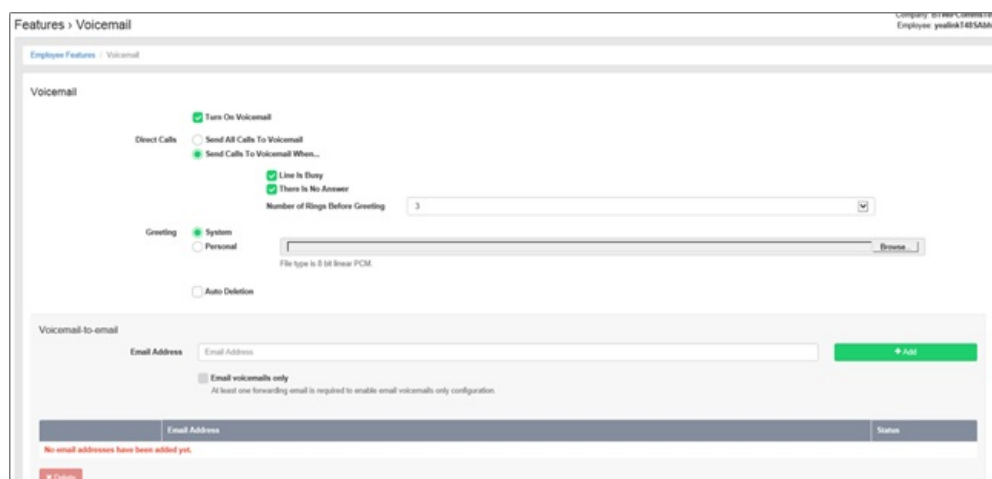 Features › Voicemail
Employee:
Employee Features / Voicemail
Voicemail
Turn On Voicemail
Direct Calls
Send All Calls To Voicemail
Send Calls To Voicemail When...
Line Is Busy
There Is No Answer
Number of Rings Before Greeting 3
Greeting
System
Personal
Browse...
File type is 8 bit linear PCM.
Auto Deletion
Voicemail-to-email
Email Address Email Address + Add
Email voicemails only
At least one forwarding email is required to enable email voicemails only configuration.
Email Address Status
No email addresses have been added yet.
× Delete